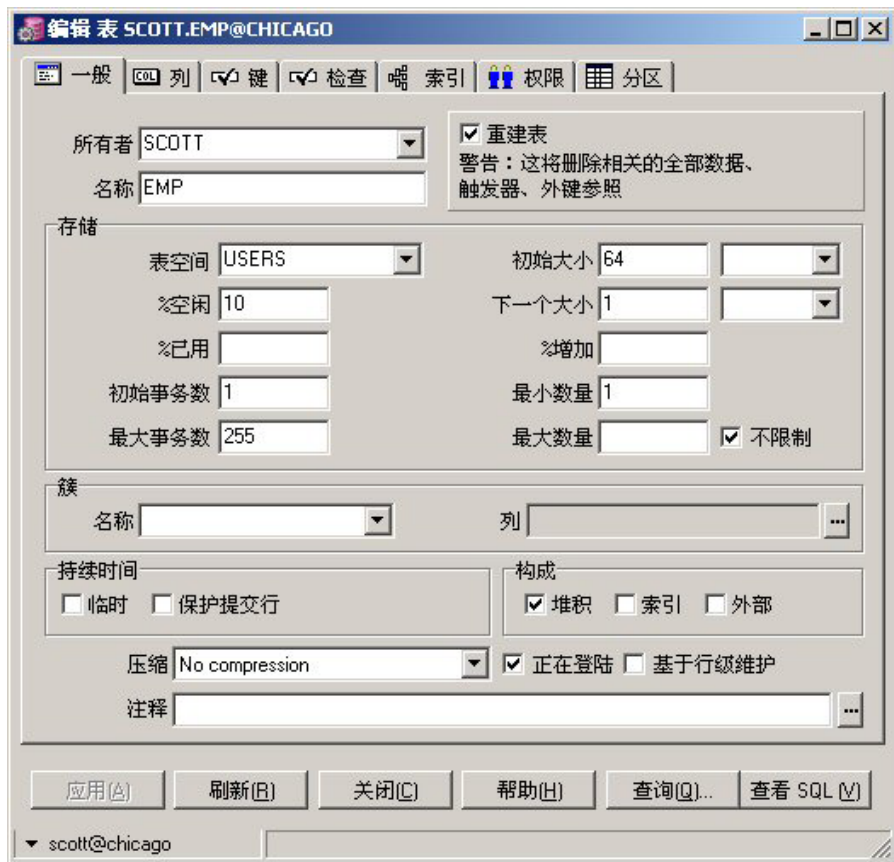 编辑 表 SCOTT.EMP@CHICAGO
一般 COL 列 键 检查 索引 权限 分区
所有者 SCOTT
名称 EMP
重建表
警告：这将删除相关的全部数据、
触发器、外键参照
存储
表空间 USERS 初始大小 64
%空闲 10 下一个大小 1
%已用 %增加
初始事务数 1 最小数量 1
最大事务数 255 最大数量 不限制
簇
名称 列 ...
持续时间 构成
临时 保护提交行 堆积 索引 外部
压缩 No compression 正在登陆 基于行级维护
注释 ...
应用(A) 刷新(R) 关闭(C) 帮助(H) 查询(Q)... 查看 SQL (V)
scott@chicago